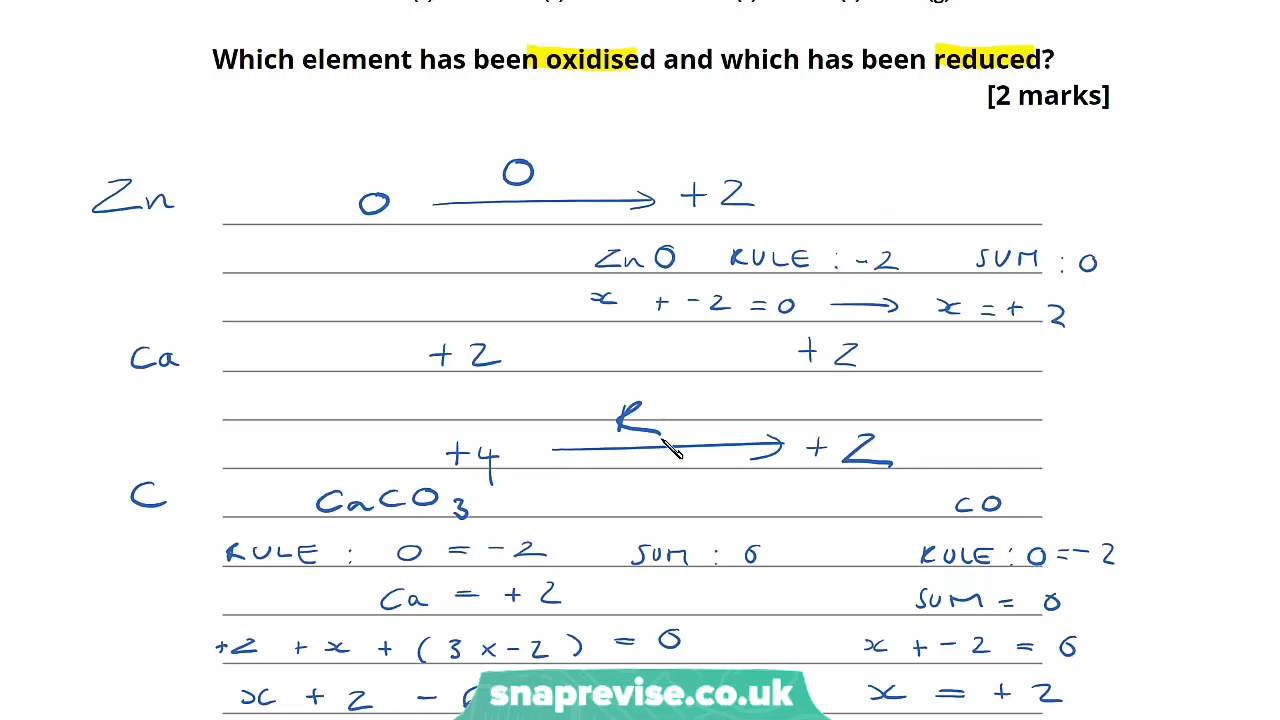 Which element has been oxidised and which has been reduced?
[2 marks]
O
Zn 0 → +2
ZnO RULE : -2 SUM : 0
x + -2 = 0 → x = + 2
Ca +2 +2
R
+4 → +2
C CaCO3 CO
RULE : O = -2 SUM : 0 RULE : O = -2
Ca = +2 SUM = 0
+2 + x + ( 3 x -2 ) = 0 x + -2 = 0
x + 2 - x = +2
snaprevise.co.uk